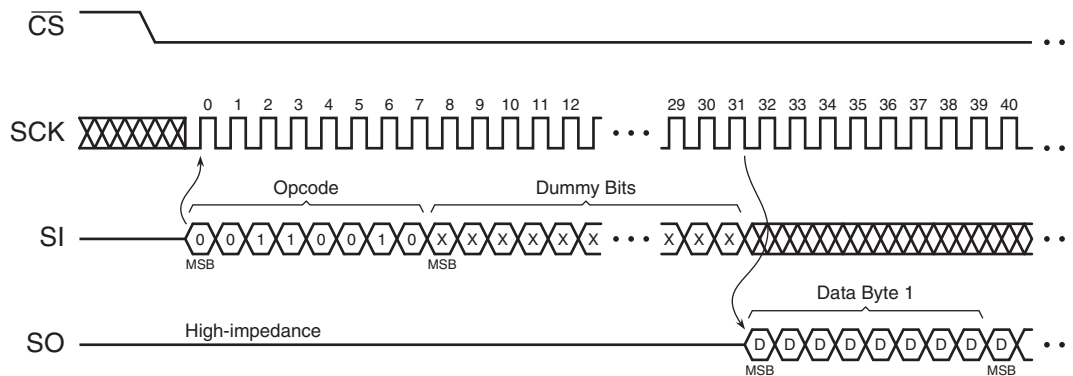 CS
0 1 2 3 4 5 6 7 8 9 10 11 12 29 30 31 32 33 34 35 36 37 38 39 40
SCK
Opcode Dummy Bits
SI 0 0 1 1 0 0 1 0 X X X X X X X X X
MSB MSB
Data Byte 1
SO High-impedance D D D D D D D D D
MSB MSB